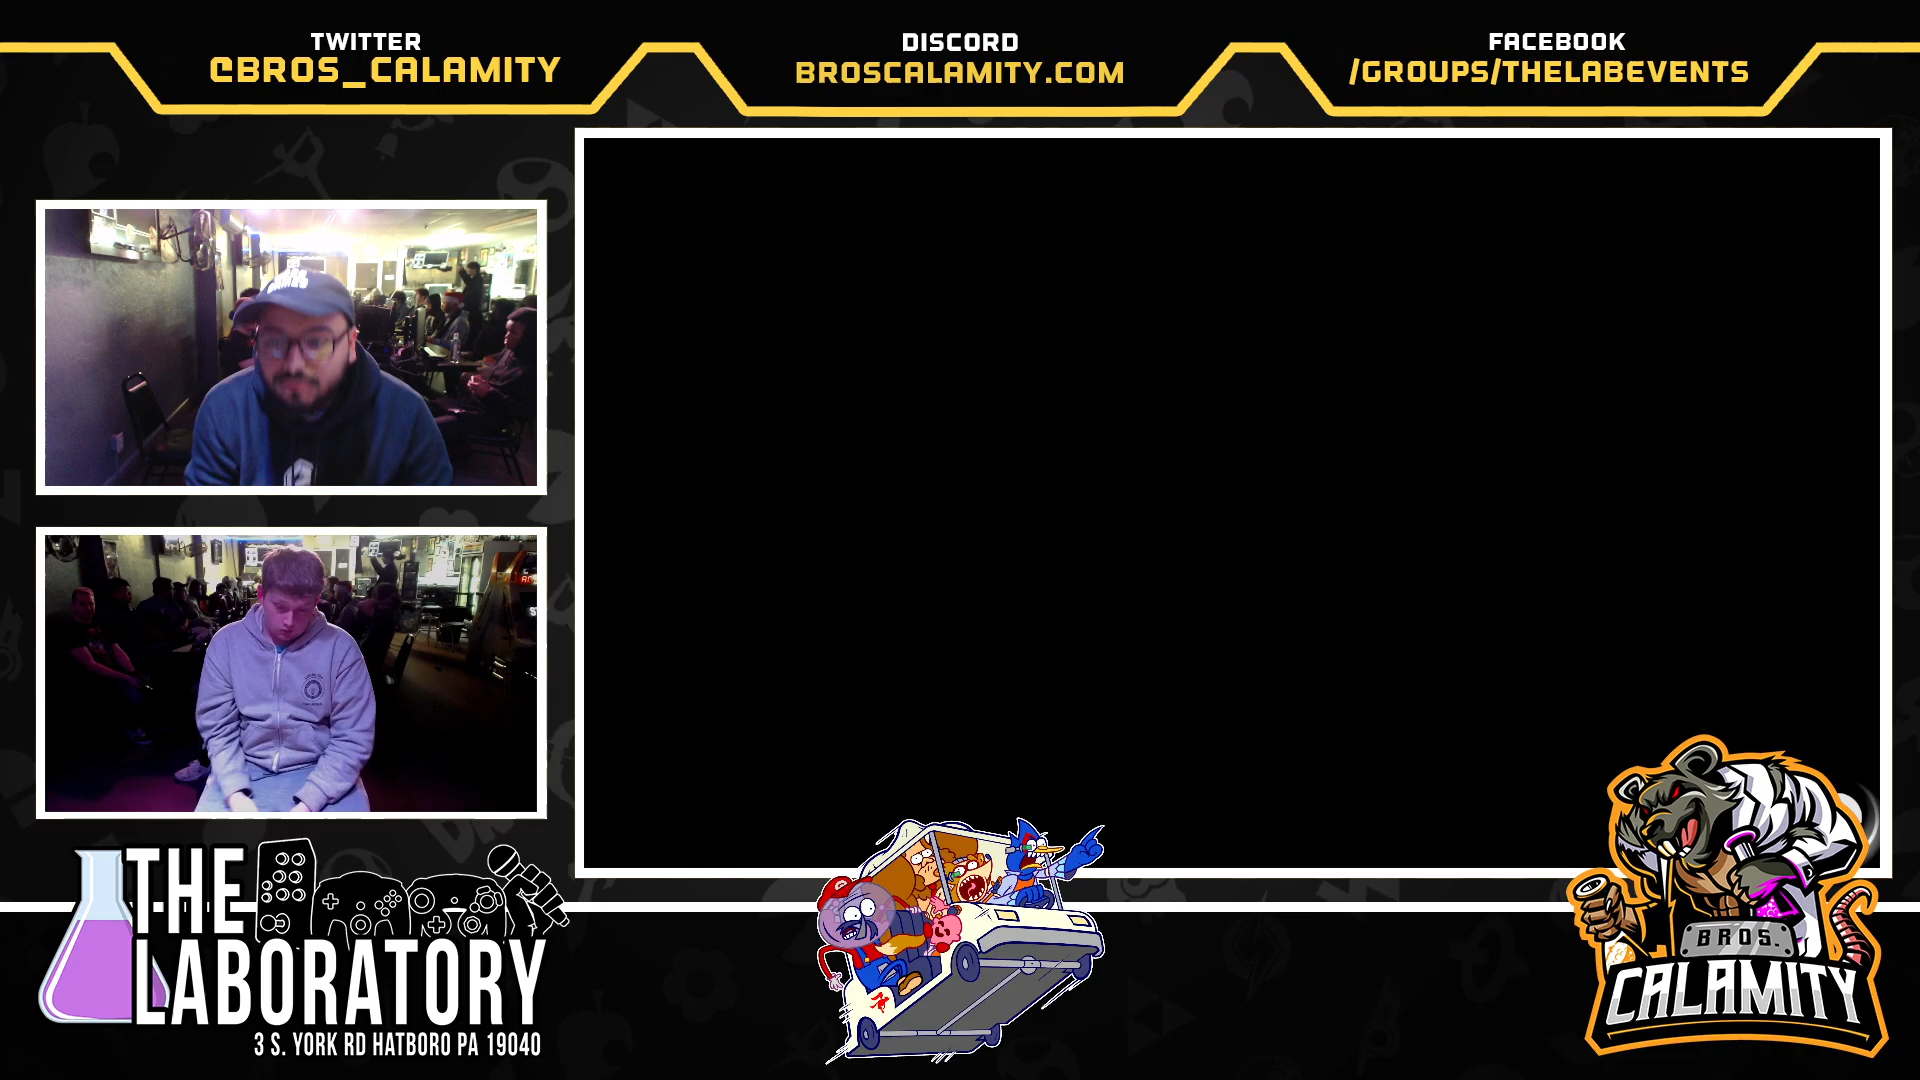 TWITTER
@BROS_CALAMITY
DISCORD
BROSCALAMITY.COM
FACEBOOK
/GROUPS/THELABEVENTS
THE
LABORATORY
3 S. YORK RD HATBORO PA 19040
BROS.
CALAMITY